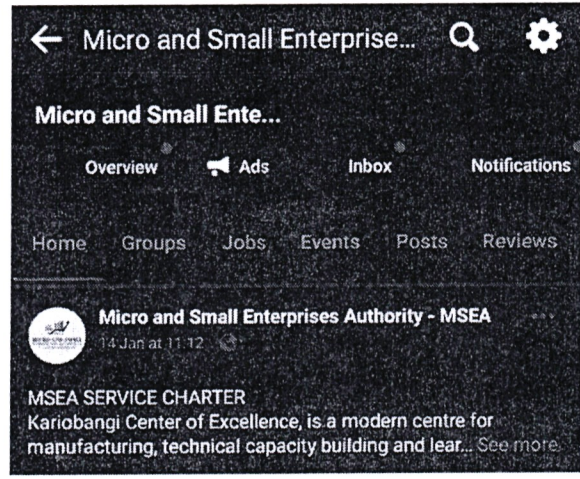 Micro and Small Enterprise...
Micro and Small Ente...
Overview Ads Inbox Notifications
Home Groups Jobs Events Posts Reviews
Micro and Small Enterprises Authority - MSEA
14 Jan at 11:12
MSEA SERVICE CHARTER
Kariobangi Center of Excellence, is a modern centre for
manufacturing, technical capacity building and lear... See more